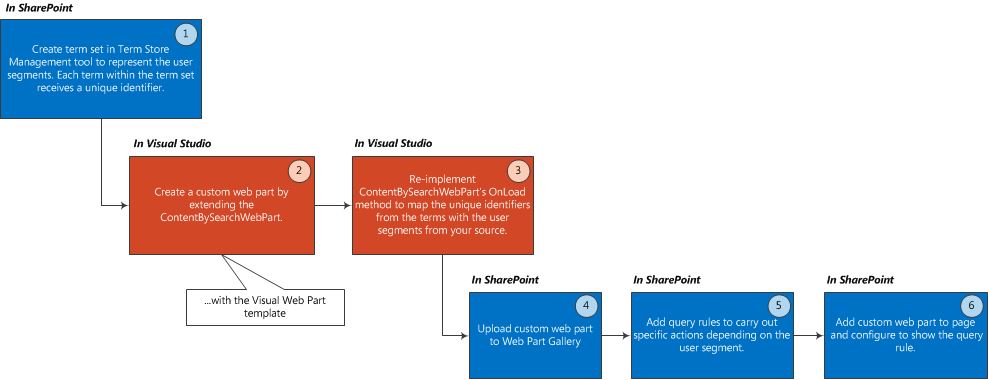 In SharePoint
1
Create term set in Term Store
Management tool to represent the user
segments. Each term within the term set
receives a unique identifier.
In Visual Studio
2
Create a custom web part by
extending the
ContentBySearchWebPart.
...with the Visual Web Part
template
In Visual Studio
3
Re-implement
ContentBySearchWebPart's OnLoad
method to map the unique identifiers
from the terms with the user
segments from your source.
In SharePoint
4
Upload custom web part
to Web Part Gallery
In SharePoint
5
Add query rules to carry out
specific actions depending on the
user segment.
In SharePoint
6
Add custom web part to page
and configure to show the query
rule.